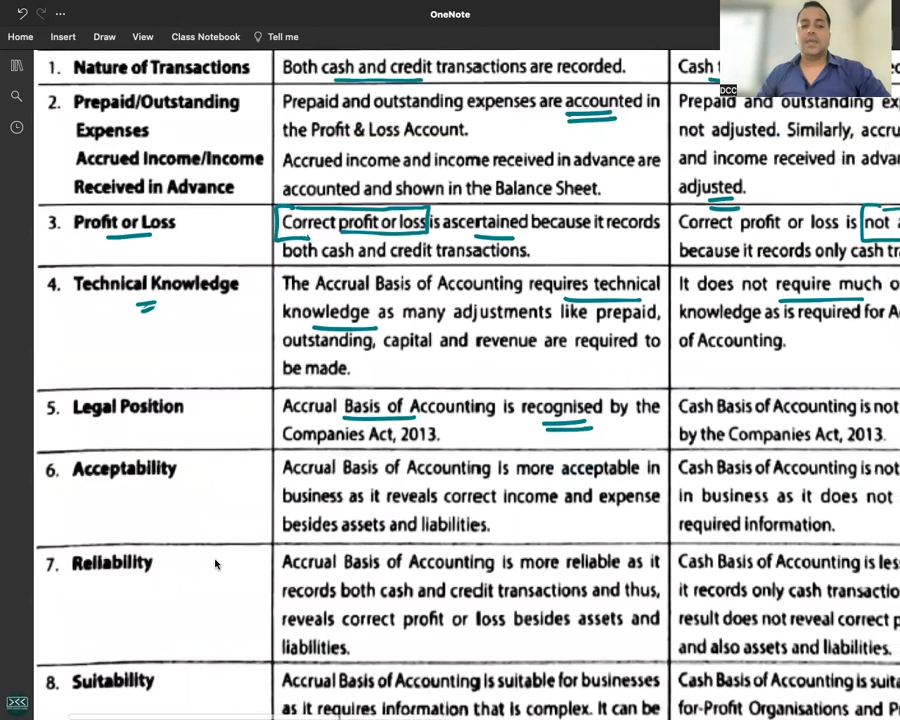 OneNote
Home Insert Draw View Class Notebook Tell me
DCC
1. Nature of Transactions Both cash and credit transactions are recorded. Cash
2. Prepaid/Outstanding Prepaid and outstanding expenses are accounted in Prepaid and outstanding
Expenses the Profit & Loss Account. not adjusted. Similarly,
Accrued Income/Income Accrued income and income received in advance are and income received in
Received in Advance accounted and shown in the Balance Sheet. adjusted.
3. Profit or Loss Correct profit or loss is ascertained because it records Correct profit or loss is not
both cash and credit transactions. because it records only cash
4. Technical Knowledge The Accrual Basis of Accounting requires technical It does not require much
knowledge as many adjustments like prepaid, knowledge as is required for
outstanding, capital and revenue are required to of Accounting.
be made.
5. Legal Position Accrual Basis of Accounting is recognised by the Cash Basis of Accounting is not
Companies Act, 2013. by the Companies Act, 2013.
6. Acceptability Accrual Basis of Accounting is more acceptable in Cash Basis of Accounting is not
business as it reveals correct income and expense in business as it does not
besides assets and liabilities. required information.
7. Reliability Accrual Basis of Accounting is more reliable as it Cash Basis of Accounting is
records both cash and credit transactions and thus, it records only cash
reveals correct profit or loss besides assets and result does not reveal correct
liabilities. and also assets and liabilities.
8. Suitability Accrual Basis of Accounting is suitable for businesses Cash Basis of Accounting is
as it requires information that is complex. It can be for-Profit Organisations and